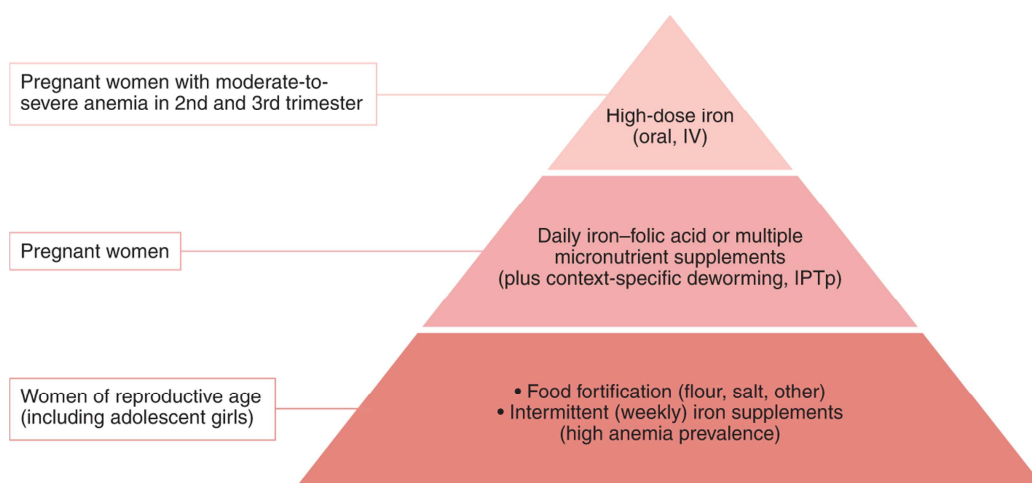 Pregnant women with moderate-to-
severe anemia in 2nd and 3rd trimester
High-dose iron
(oral, IV)
Pregnant women
Daily iron–folic acid or multiple
micronutrient supplements
(plus context-specific deworming, IPTp)
Women of reproductive age
(including adolescent girls)
• Food fortification (flour, salt, other)
• Intermittent (weekly) iron supplements
(high anemia prevalence)